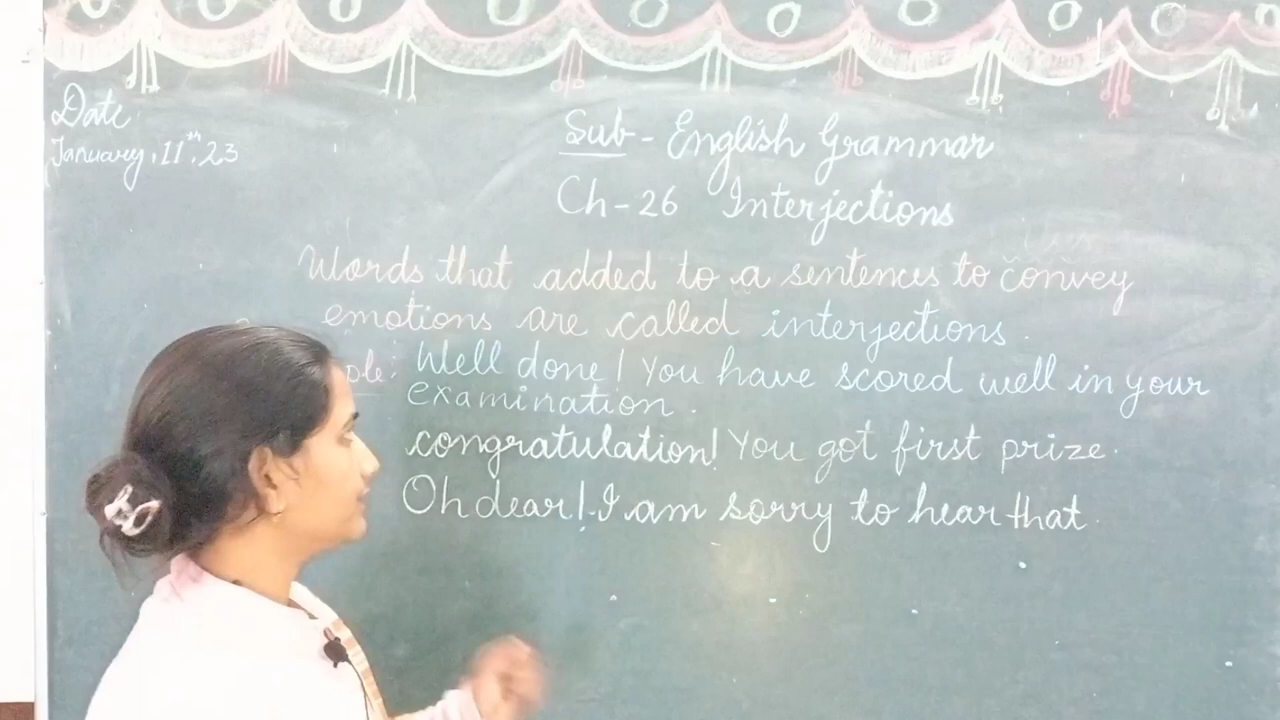 Date
January, 11th, 23
Sub - English Grammar
Ch - 26 Interjections
Words that added to a sentences to convey
emotions are called interjections.
ple: Well done! You have scored well in your
examination.
congratulation! You got first prize.
Oh dear! I am sorry to hear that.